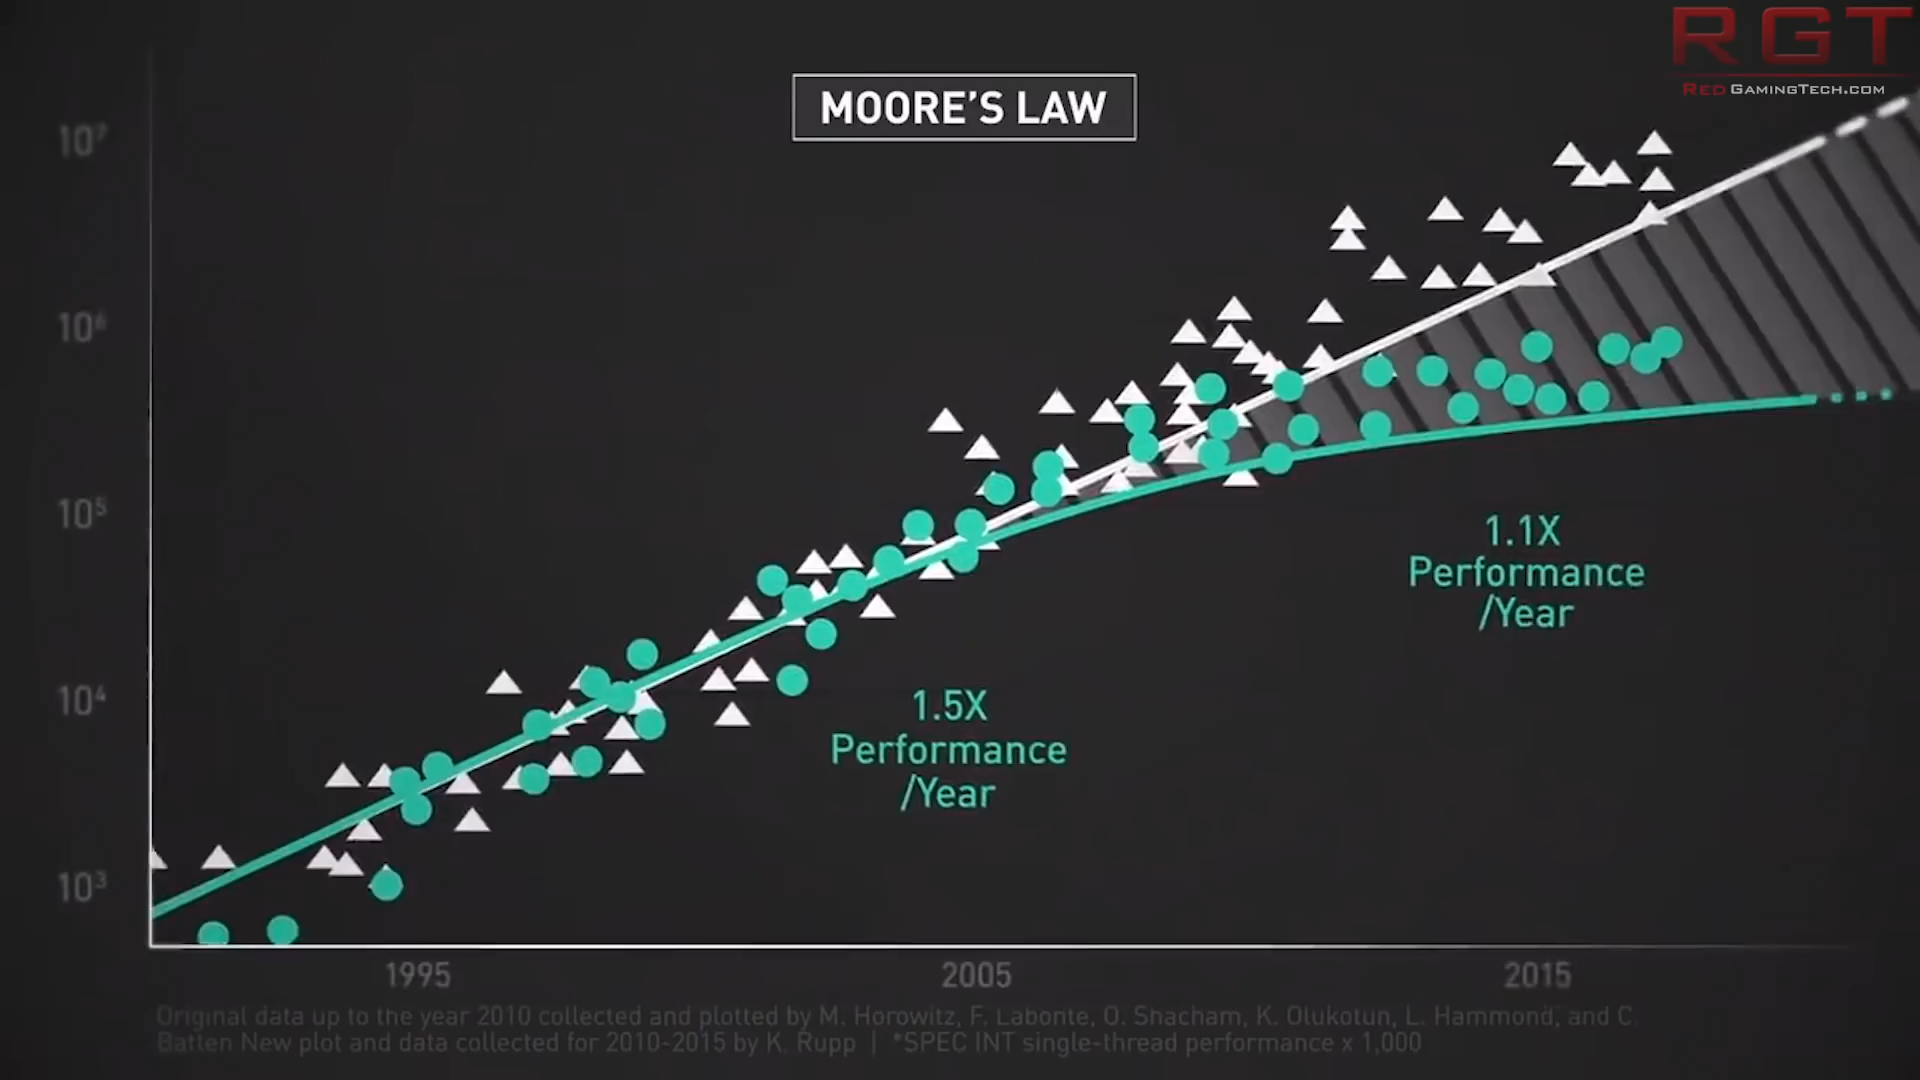 RGT
REDGAMINGTECH.COM
MOORE'S LAW
10⁷
10⁶
10⁵
10⁴
10³
1.1X
Performance
/Year
1.5X
Performance
/Year
1995
2005
2015
Original data up to the year 2010 collected and plotted by M. Horowitz, F. Labonte, O. Shacham, K. Olukotun, L. Hammond, and C.
Batten New plot and data collected for 2010-2015 by K. Rupp | *SPEC INT single-thread performance x 1,000